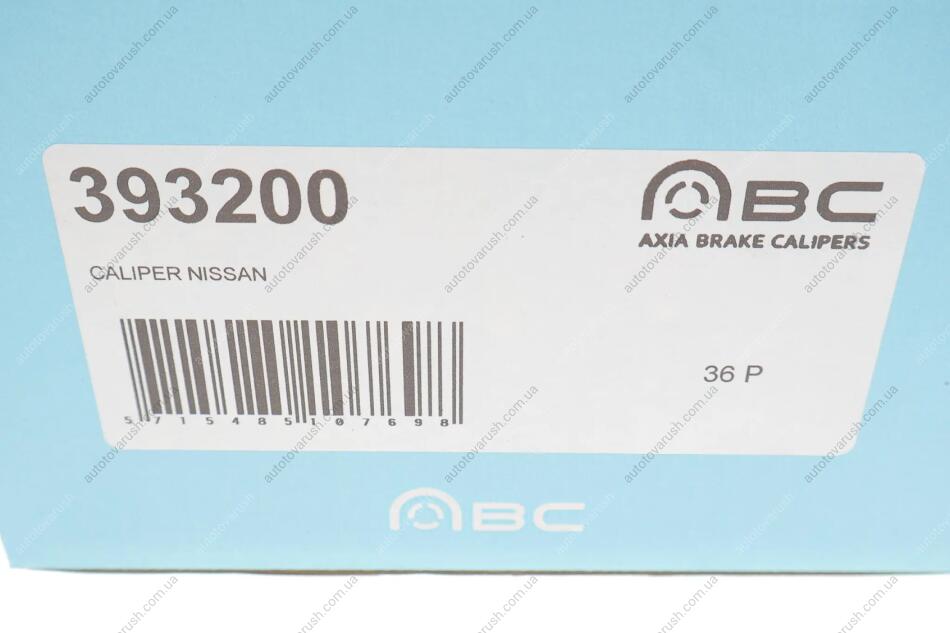 393200
ABC
AXIA BRAKE CALIPERS
CALIPER NISSAN
36 P
5715485107698
ABC
autotovarush.com.ua